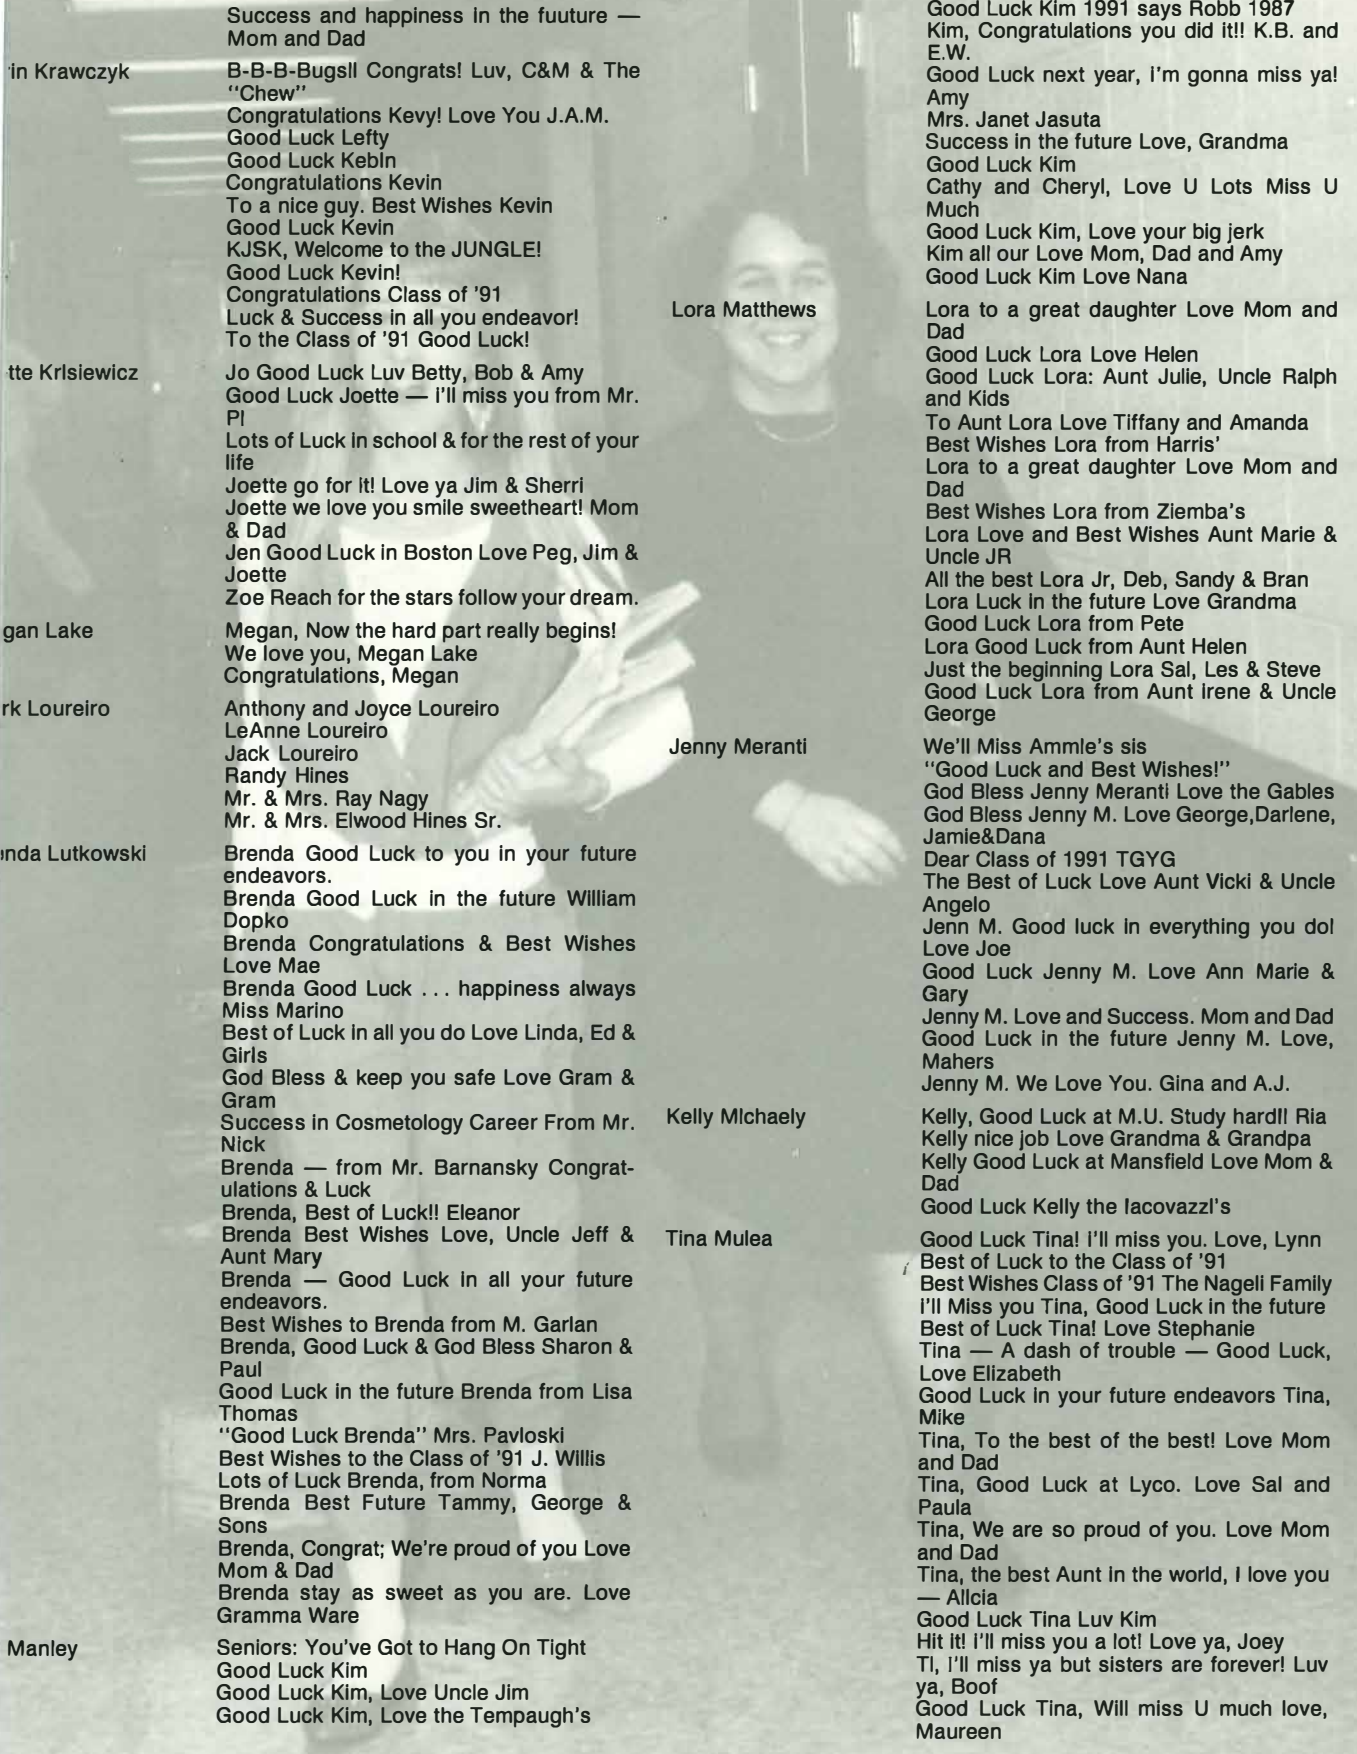 Success and happiness in the fuuture —
Mom and Dad
in Krawczyk
B-B-B-Bugs!! Congrats! Luv, C&M & The
"Chew"
Congratulations Kevy! Love You J.A.M.
Good Luck Lefty
Good Luck Kebin
Congratulations Kevin
To a nice guy. Best Wishes Kevin
Good Luck Kevin
KJSK, Welcome to the JUNGLE!
Good Luck Kevin!
Congratulations Class of '91
Luck & Success in all you endeavor!
To the Class of '91 Good Luck!
tte Krisiewicz
Jo Good Luck Luv Betty, Bob & Amy
Good Luck Joette — i'll miss you from Mr.
PI
Lots of Luck in school & for the rest of your
life
Joette go for it! Love ya Jim & Sherri
Joette we love you smile sweetheart! Mom
& Dad
Jen Good Luck in Boston Love Peg, Jim &
Joette
Zoe Reach for the stars follow your dream.
gan Lake
Megan, Now the hard part really begins!
We love you, Megan Lake
Congratulations, Megan
rk Loureiro
Anthony and Joyce Loureiro
LeAnne Loureiro
Jack Loureiro
Randy Hines
Mr. & Mrs. Ray Nagy
Mr. & Mrs. Elwood Hines Sr.
nda Lutkowski
Brenda Good Luck to you in your future
endeavors.
Brenda Good Luck in the future William
Dopko
Brenda Congratulations & Best Wishes
Love Mae
Brenda Good Luck . . . happiness always
Miss Marino
Best of Luck in all you do Love Linda, Ed &
Girls
God Bless & keep you safe Love Gram &
Gram
Success in Cosmetology Career From Mr.
Nick
Brenda — from Mr. Barnansky Congrat-
ulations & Luck
Brenda, Best of Luck!! Eleanor
Brenda Best Wishes Love, Uncle Jeff &
Aunt Mary
Brenda — Good Luck in all your future
endeavors.
Best Wishes to Brenda from M. Garlan
Brenda, Good Luck & God Bless Sharon &
Paul
Good Luck in the future Brenda from Lisa
Thomas
"Good Luck Brenda" Mrs. Pavloski
Best Wishes to the Class of '91 J. Willis
Lots of Luck Brenda, from Norma
Brenda Best Future Tammy, George &
Sons
Brenda, Congrat; We're proud of you Love
Mom & Dad
Brenda stay as sweet as you are. Love
Gramma Ware
Manley
Seniors: You've Got to Hang On Tight
Good Luck Kim
Good Luck Kim, Love Uncle Jim
Good Luck Kim, Love the Tempaugh's
Good Luck Kim 1991 says Robb 1987
Kim, Congratulations you did it!! K.B. and
E.W.
Good Luck next year, i'm gonna miss ya!
Amy
Mrs. Janet Jasuta
Success in the future Love, Grandma
Good Luck Kim
Cathy and Cheryl, Love U Lots Miss U
Much
Good Luck Kim, Love your big jerk
Kim all our Love Mom, Dad and Amy
Good Luck Kim Love Nana
Lora Matthews
Lora to a great daughter Love Mom and
Dad
Good Luck Lora Love Helen
Good Luck Lora: Aunt Julie, Uncle Ralph
and Kids
To Aunt Lora Love Tiffany and Amanda
Best Wishes Lora from Harris'
Lora to a great daughter Love Mom and
Dad
Best Wishes Lora from Ziemba's
Lora Love and Best Wishes Aunt Marie &
Uncle JR
All the best Lora Jr, Deb, Sandy & Bran
Lora Luck in the future Love Grandma
Good Luck Lora from Pete
Lora Good Luck from Aunt Helen
Just the beginning Lora Sal, Les & Steve
Good Luck Lora from Aunt Irene & Uncle
George
Jenny Meranti
We'll Miss Ammie's sis
"Good Luck and Best Wishes!"
God Bless Jenny Meranti Love the Gables
God Bless Jenny M. Love George,Darlene,
Jamie&Dana
Dear Class of 1991 TGYG
The Best of Luck Love Aunt Vicki & Uncle
Angelo
Jenn M. Good luck in everything you do!
Love Joe
Good Luck Jenny M. Love Ann Marie &
Gary
Jenny M. Love and Success. Mom and Dad
Good Luck in the future Jenny M. Love,
Mahers
Jenny M. We Love You. Gina and A.J.
Kelly Michaely
Kelly, Good Luck at M.U. Study hard!! Ria
Kelly nice job Love Grandma & Grandpa
Kelly Good Luck at Mansfield Love Mom &
Dad
Good Luck Kelly the Iacovazzi's
Tina Mulea
Good Luck Tina! i'll miss you. Love, Lynn
Best of Luck to the Class of '91
Best Wishes Class of '91 The Nageli Family
i'll Miss you Tina, Good Luck in the future
Best of Luck Tina! Love Stephanie
Tina — A dash of trouble — Good Luck,
Love Elizabeth
Good Luck in your future endeavors Tina,
Mike
Tina, To the best of the best! Love Mom
and Dad
Tina, Good Luck at Lyco. Love Sal and
Paula
Tina, We are so proud of you. Love Mom
and Dad
Tina, the best Aunt in the world, I love you
— Alicia
Good Luck Tina Luv Kim
Hit it! i'll miss you a lot! Love ya, Joey
TI, I'll miss ya but sisters are forever! Luv
ya, Boof
Good Luck Tina, Will miss U much love,
Maureen